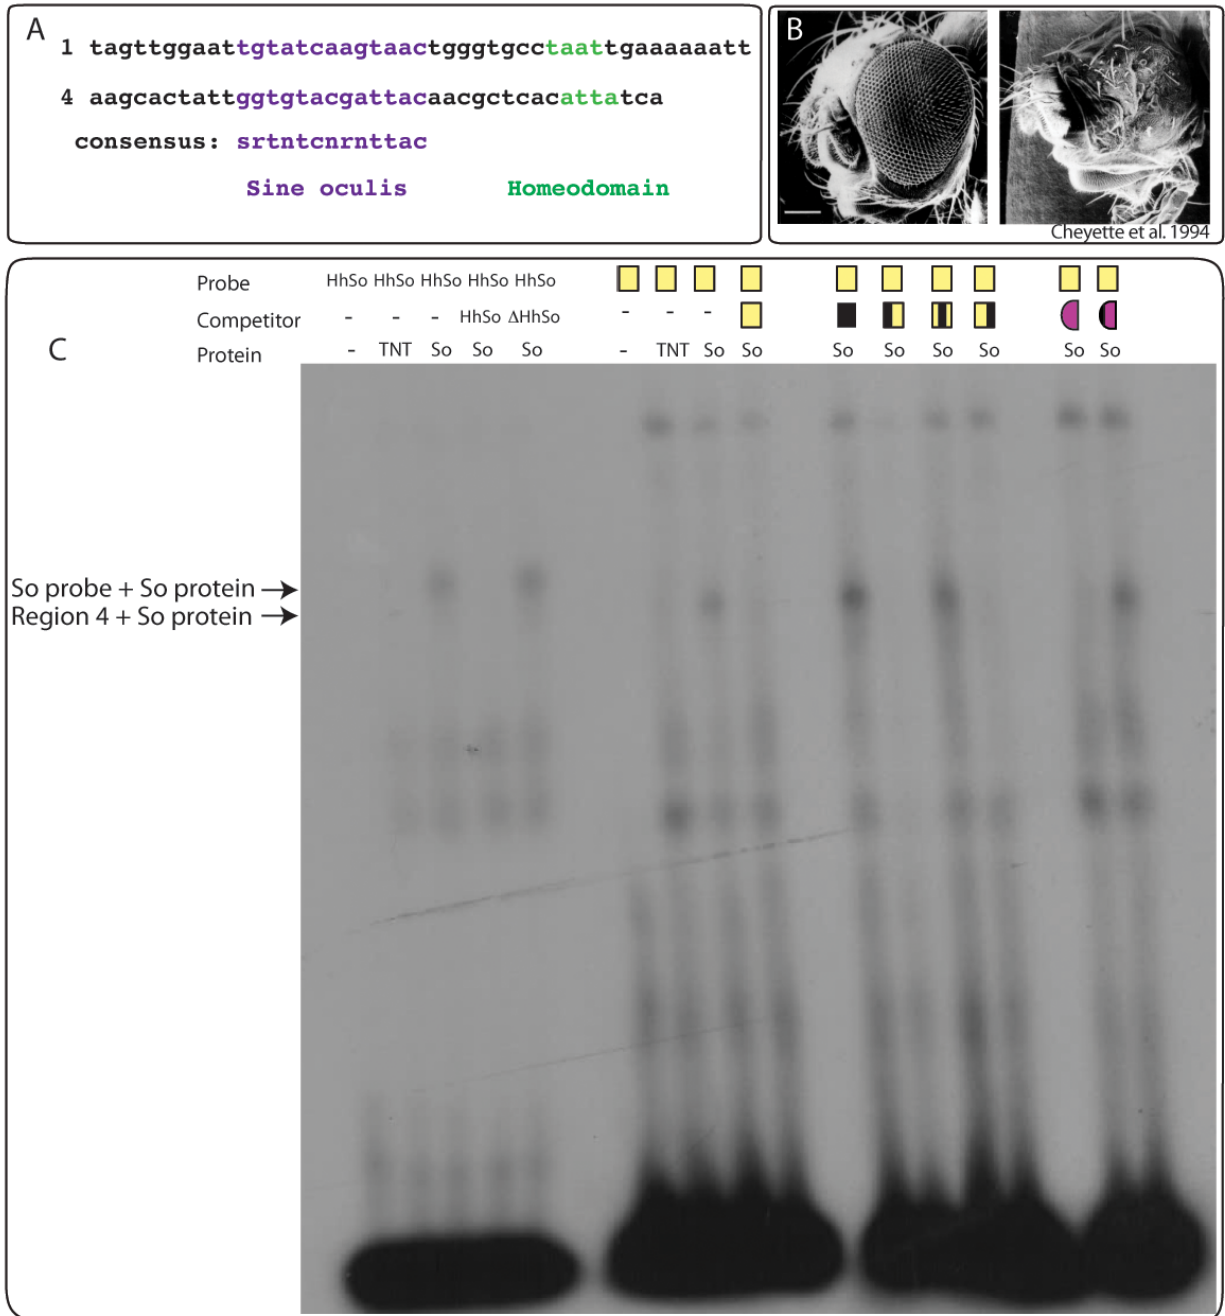 A
1 tagttggaattgtatcaagtaactgggtgcctaattgaaaaaatt
4 aagcactattggtgtacgattacaacgctcacattatca
consensus: srtntcnrnttac
Sine oculis Homeodomain
B
Cheyette et al. 1994
C
Probe HhSo HhSo HhSo HhSo HhSo
Competitor - - - HhSo ΔHhSo - - -
Protein - TNT So So So - TNT So So So So So So So So
So probe + So protein
Region 4 + So protein